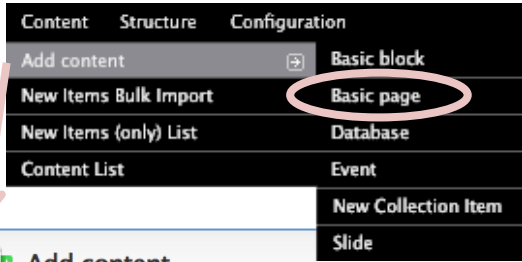 Content Structure Configuration
Add content
New Items Bulk Import
New Items (only) List
Content List
Basic block
Basic page
Database
Event
New Collection Item
Slide
Add content